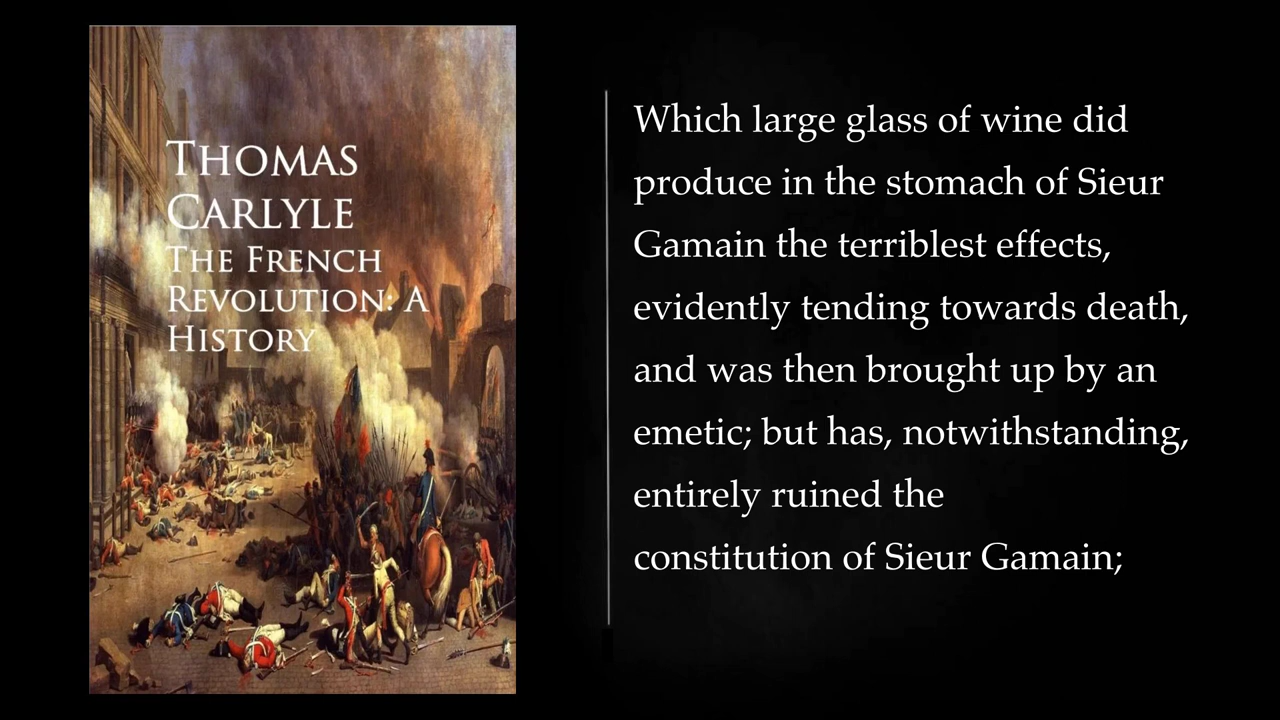 THOMAS
CARLYLE
THE FRENCH
REVOLUTION: A
HISTORY
Which large glass of wine did
produce in the stomach of Sieur
Gamain the terriblest effects,
evidently tending towards death,
and was then brought up by an
emetic; but has, notwithstanding,
entirely ruined the
constitution of Sieur Gamain;